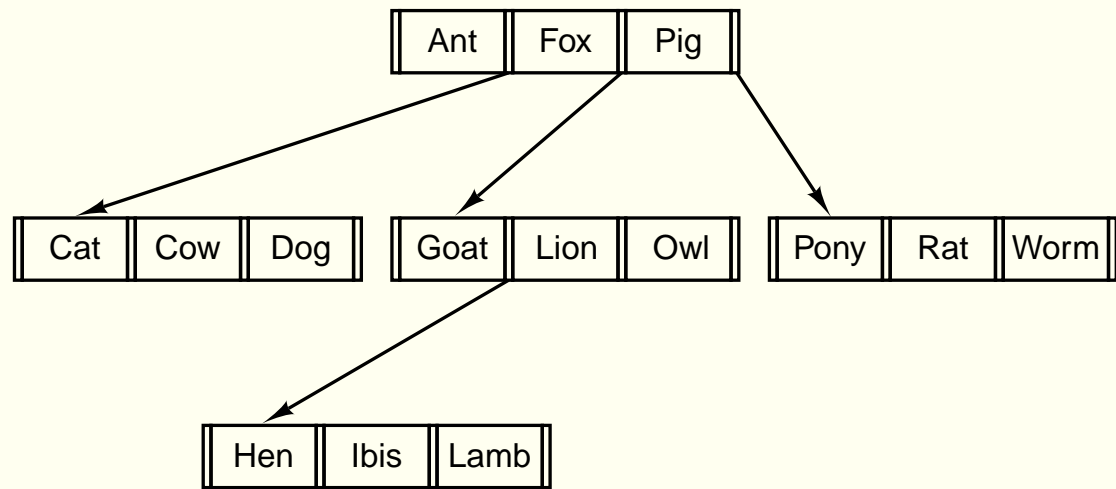 Ant Fox Pig
Cat Cow Dog Goat Lion Owl Pony Rat Worm
Hen Ibis Lamb